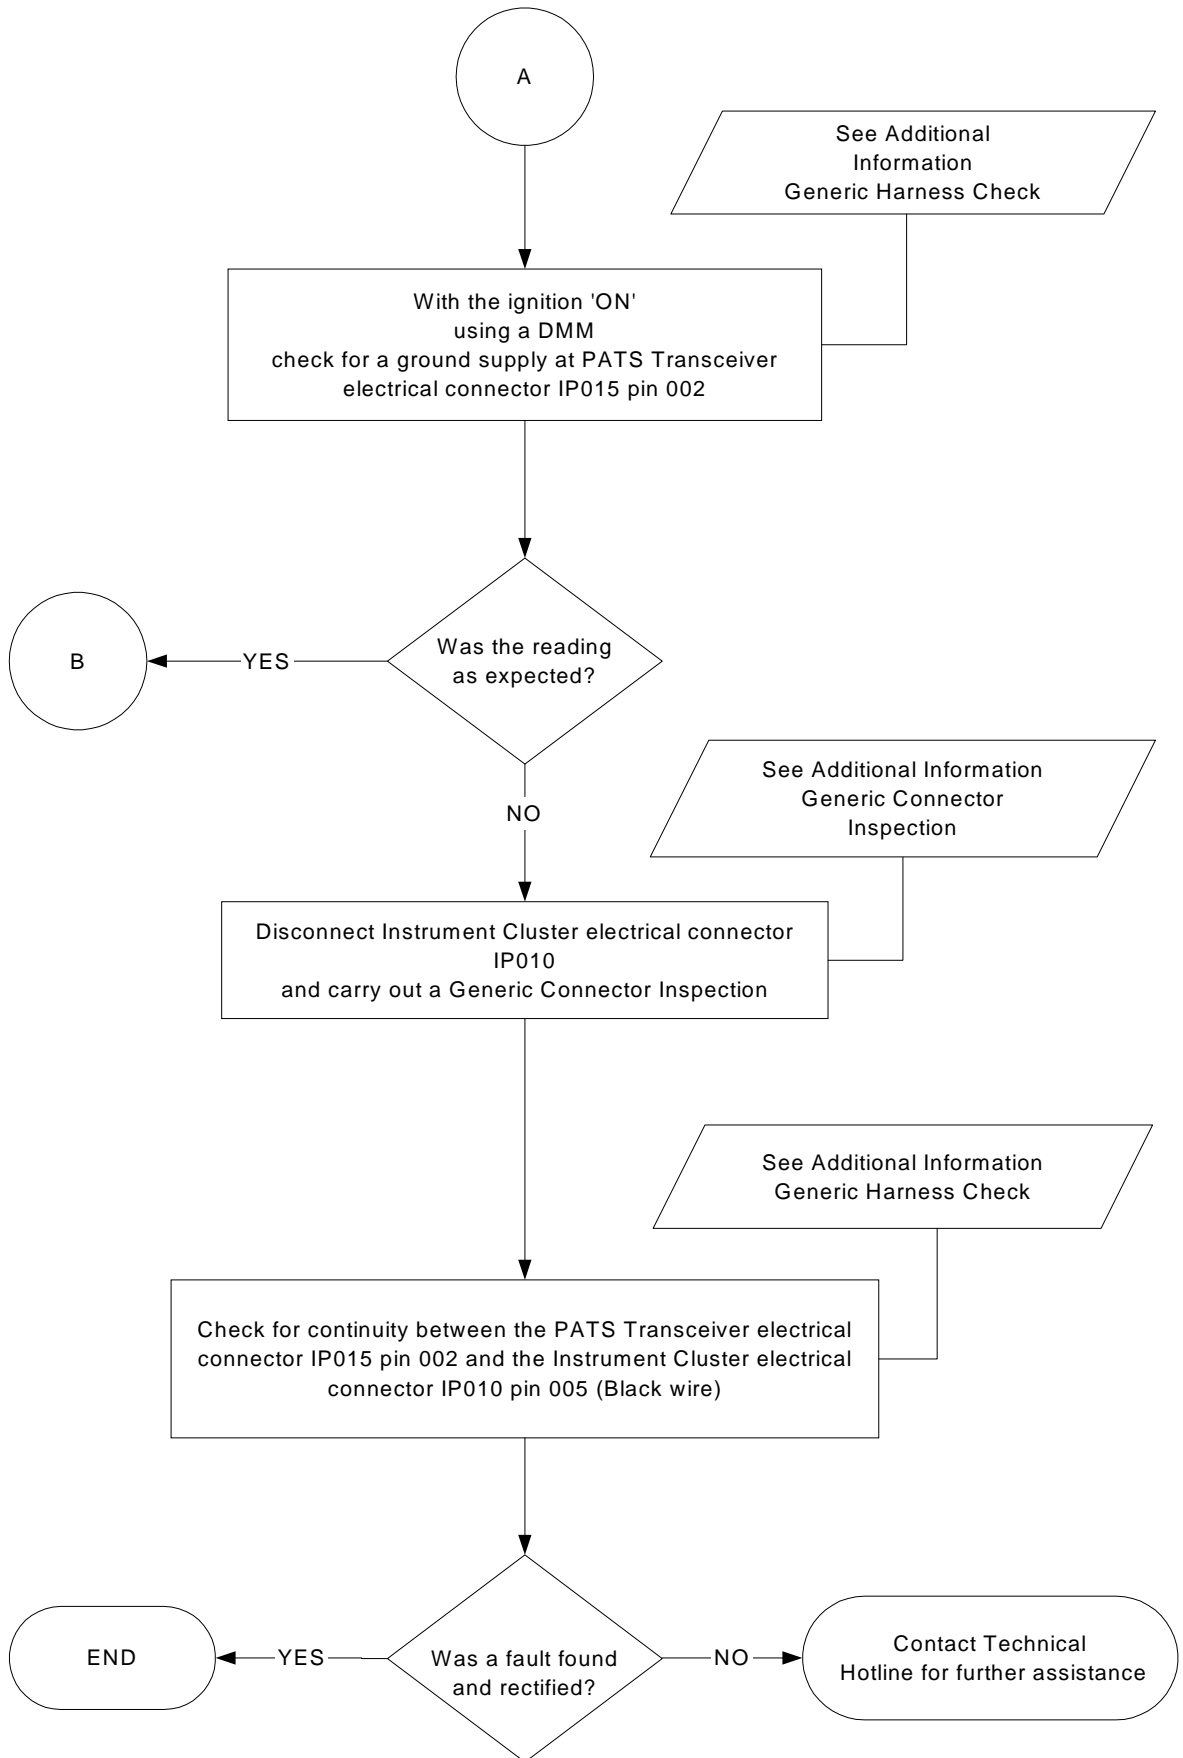 A
See Additional
Information
Generic Harness Check
With the ignition 'ON'
using a DMM
check for a ground supply at PATS Transceiver
electrical connector IP015 pin 002
Was the reading
as expected?
YES
B
NO
See Additional Information
Generic Connector
Inspection
Disconnect Instrument Cluster electrical connector
IP010
and carry out a Generic Connector Inspection
See Additional Information
Generic Harness Check
Check for continuity between the PATS Transceiver electrical
connector IP015 pin 002 and the Instrument Cluster electrical
connector IP010 pin 005 (Black wire)
Was a fault found
and rectified?
YES
END
NO
Contact Technical
Hotline for further assistance